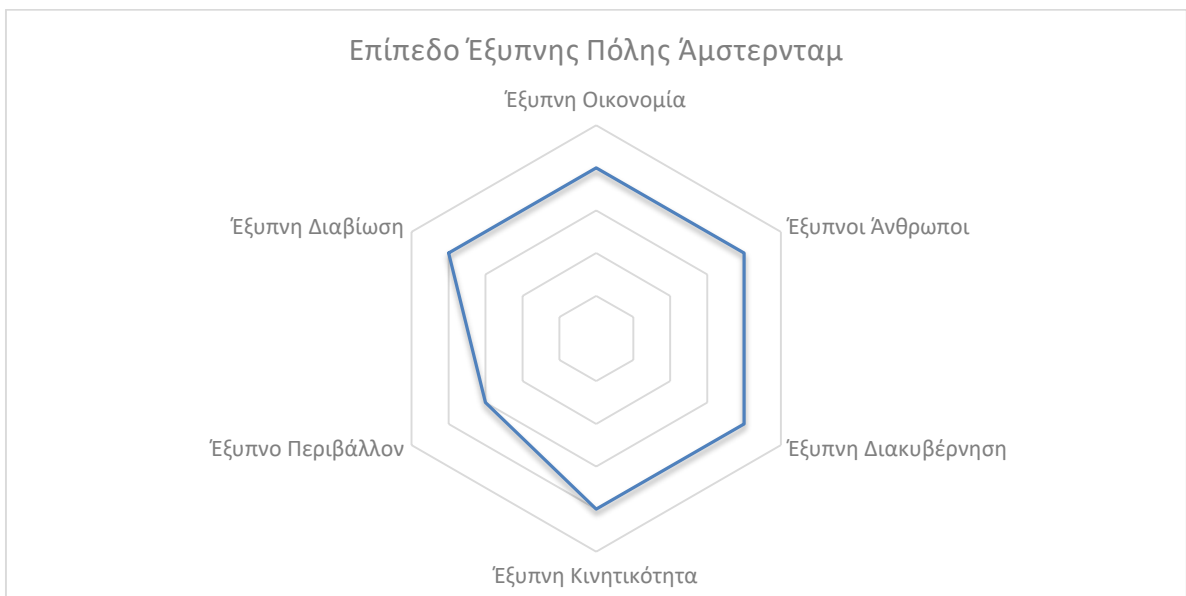 Επίπεδο Έξυπνης Πόλης Άμστερνταμ
Έξυπνη Οικονομία
Έξυπνη Διαβίωση
Έξυπνοι Άνθρωποι
Έξυπνο Περιβάλλον
Έξυπνη Διακυβέρνηση
Έξυπνη Κινητικότητα